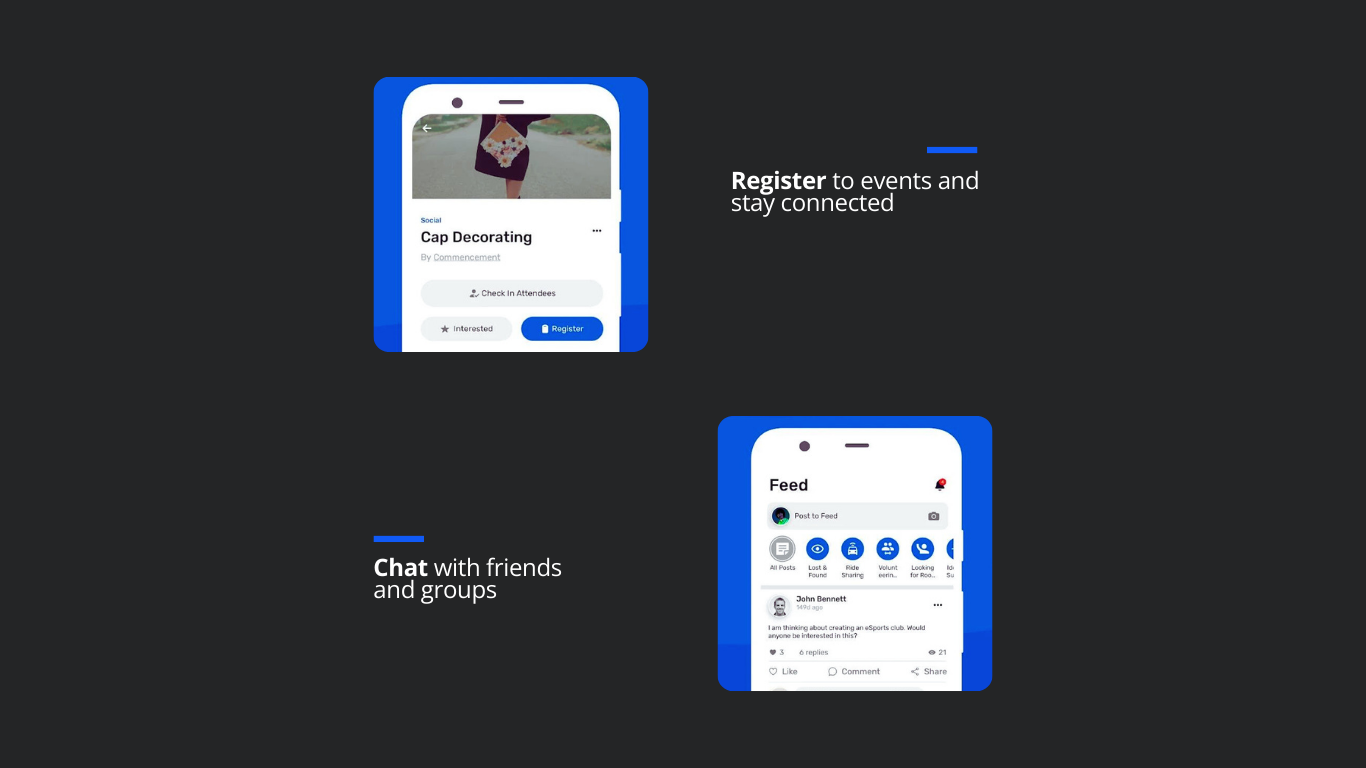 Social
Cap Decorating
By Commencement
Check In Attendees
Interested
Register
Register to events and
stay connected
Chat with friends
and groups
Feed
Post to Feed
All Posts
Lost &
Found
Ride
Sharing
Volunt
eerin...
Looking
for Roo...
John Bennett
149d ago
I am thinking about creating an eSports club. Would
anyone be interested in this?
3
6 replies
21
Like
Comment
Share